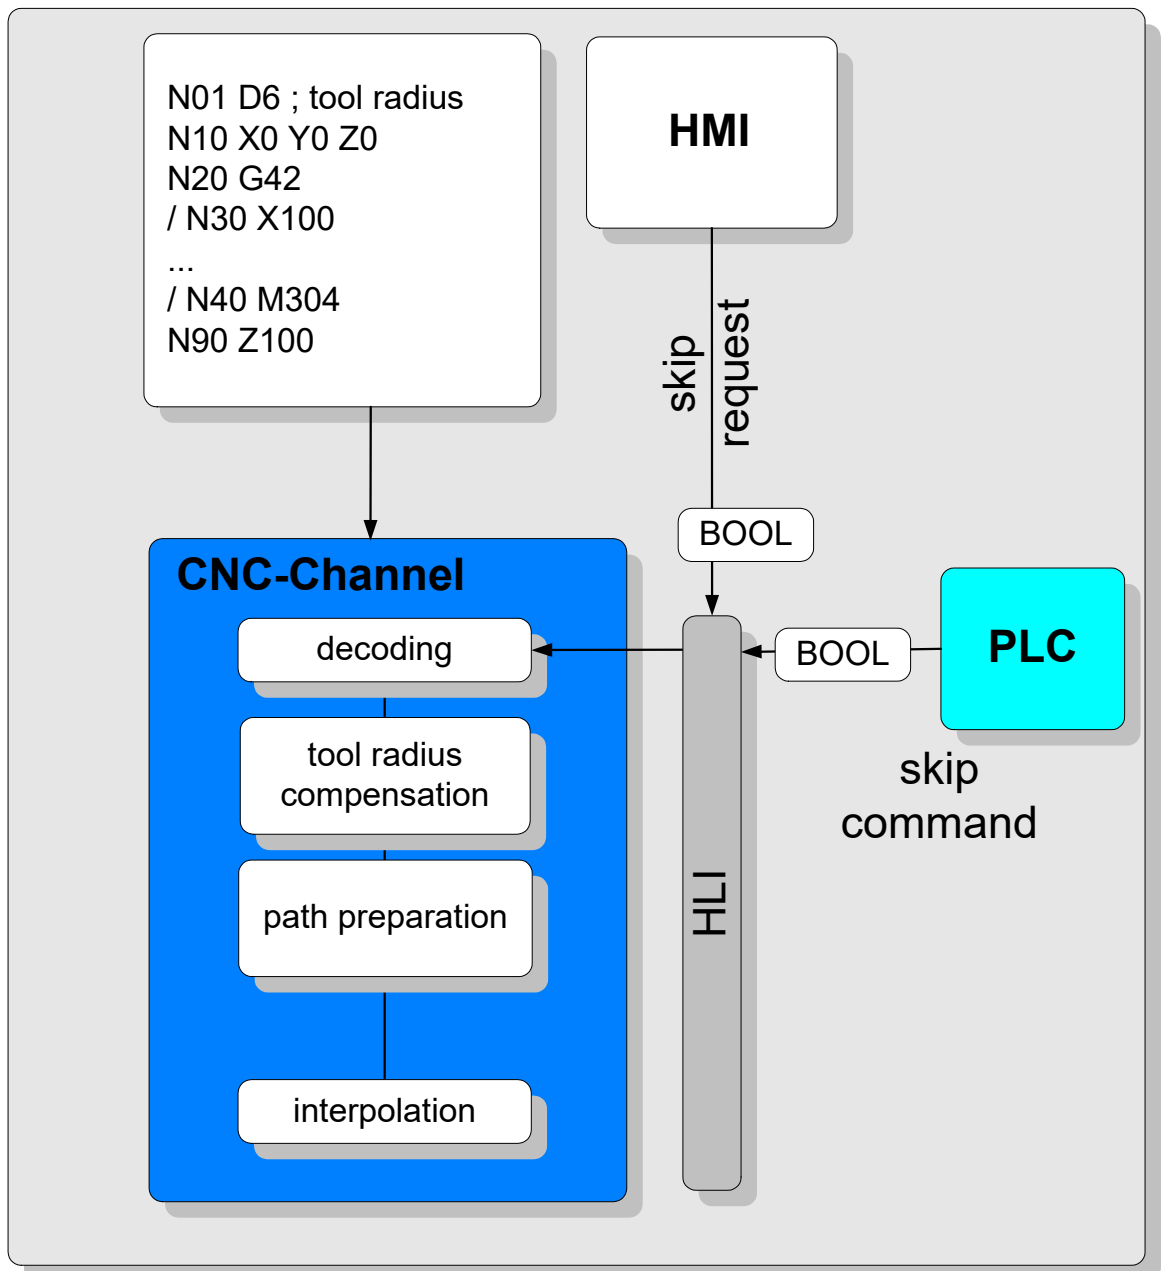 N01 D6 ; tool radius
N10 X0 Y0 Z0
N20 G42
/ N30 X100
...
/ N40 M304
N90 Z100
HMI
skip
request
BOOL
CNC-Channel
decoding
BOOL
PLC
tool radius
compensation
skip
command
path preparation
HLI
interpolation